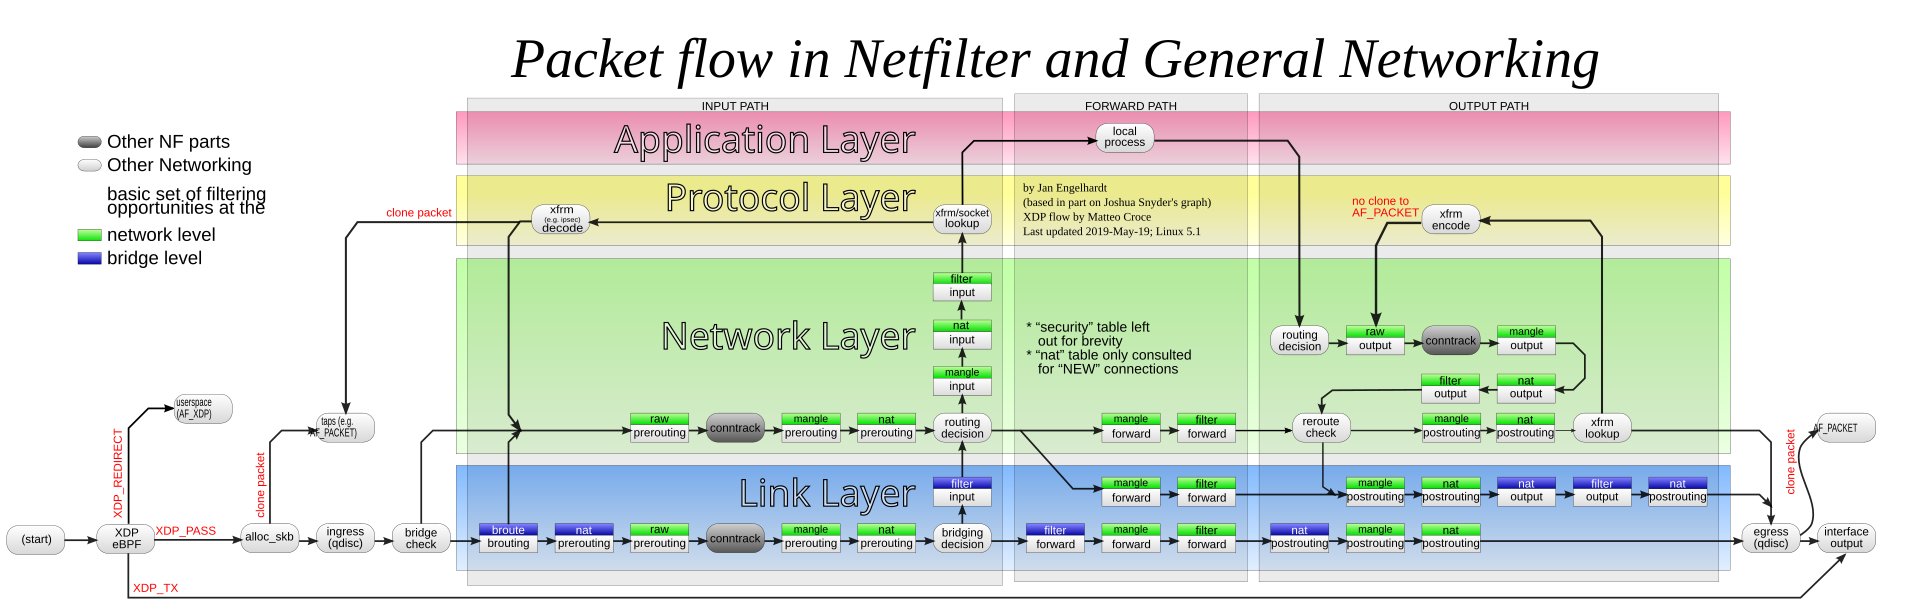 Packet flow in Netfilter and General Networking
INPUT PATH
FORWARD PATH
OUTPUT PATH
Other NF parts
Other Networking
basic set of filtering
opportunities at the
network level
bridge level
Application Layer
local
process
Protocol Layer
clone packet
xfrm
(e.g. ipsec)
decode
xfrm/socket
lookup
by Jan Engelhardt
(based in part on Joshua Snyder's graph)
XDP flow by Matteo Croce
Last updated 2019-May-19; Linux 5.1
no clone to
AF_PACKET
xfrm
encode
Network Layer
filter
input
nat
input
mangle
input
* “security” table left
out for brevity
* “nat” table only consulted
for “NEW” connections
routing
decision
raw
output
conntrack
mangle
output
filter
output
nat
output
userspace
(AF_XDP)
taps (e.g.
AF_PACKET)
raw
prerouting
conntrack
mangle
prerouting
nat
prerouting
routing
decision
mangle
forward
filter
forward
reroute
check
mangle
postrouting
nat
postrouting
xfrm
lookup
AF_PACKET
XDP_REDIRECT
clone packet
clone packet
Link Layer
filter
input
mangle
forward
filter
forward
mangle
postrouting
nat
postrouting
nat
output
filter
output
nat
postrouting
(start)
XDP
eBPF
XDP_PASS
alloc_skb
ingress
(qdisc)
bridge
check
broute
brouting
nat
prerouting
raw
prerouting
conntrack
mangle
prerouting
nat
prerouting
bridging
decision
filter
forward
mangle
forward
filter
forward
nat
postrouting
mangle
postrouting
nat
postrouting
egress
(qdisc)
interface
output
XDP_TX